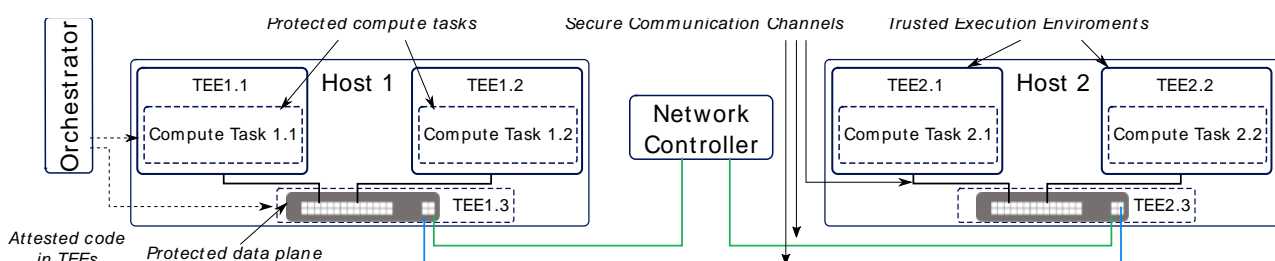 Protected compute tasks
Secure Communication Channels
Trusted Execution Enviroments
Orchestrator
TEE1.1
Host 1
TEE1.2
TEE2.1
Host 2
TEE2.2
Compute Task 1.1
Compute Task 1.2
Network
Controller
Compute Task 2.1
Compute Task 2.2
TEE1.3
TEE2.3
Attested code
in TEEs
Protected data plane